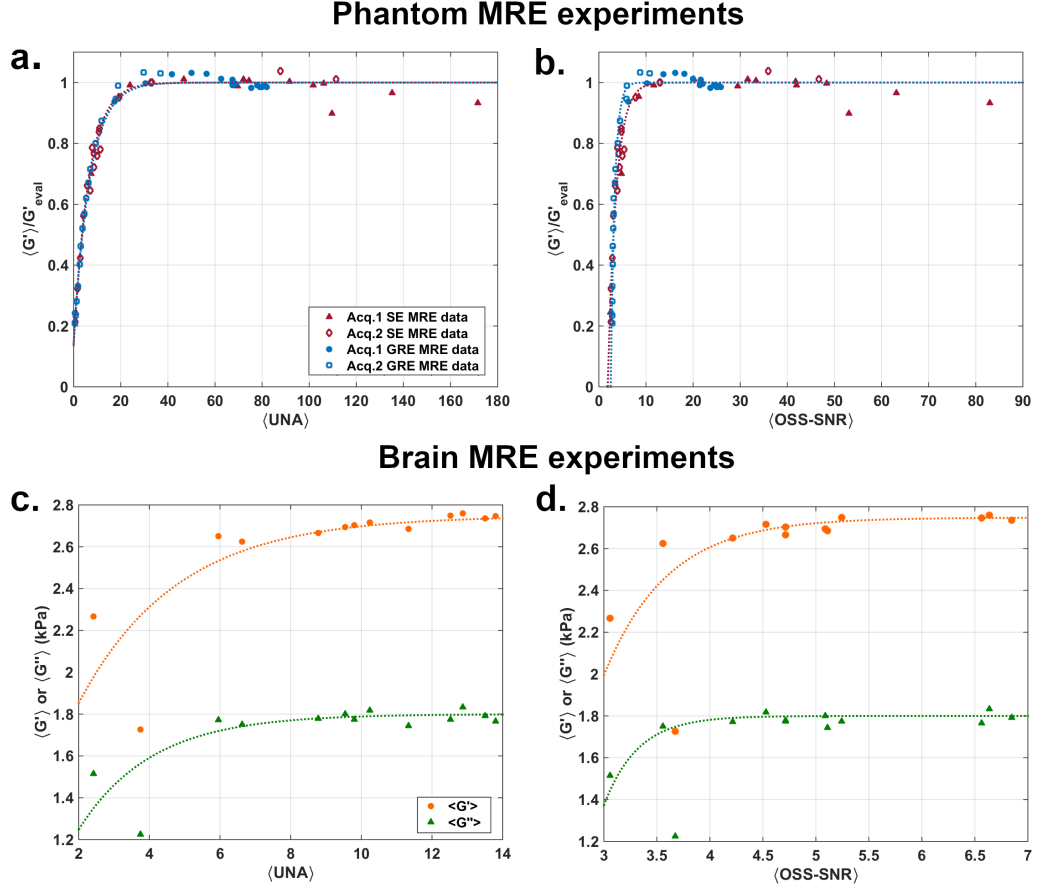 Phantom MRE experiments
a.
⟨G'⟩/G'eval
1
0.8
0.6
0.4
0.2
0
0 20 40 60 80 100 120 140 160 180
⟨UNA⟩
Acq.1 SE MRE data
Acq.2 SE MRE data
Acq.1 GRE MRE data
Acq.2 GRE MRE data
b.
⟨G'⟩/G'eval
1
0.8
0.6
0.4
0.2
0
0 10 20 30 40 50 60 70 80 90
⟨OSS-SNR⟩
Brain MRE experiments
c.
⟨G'⟩ or ⟨G''⟩ (kPa)
2.8
2.6
2.4
2.2
2
1.8
1.6
1.4
1.2
2 4 6 8 10 12 14
⟨UNA⟩
<G'>
<G''>
d.
⟨G'⟩ or ⟨G''⟩ (kPa)
2.8
2.6
2.4
2.2
2
1.8
1.6
1.4
1.2
3 3.5 4 4.5 5 5.5 6 6.5 7
⟨OSS-SNR⟩